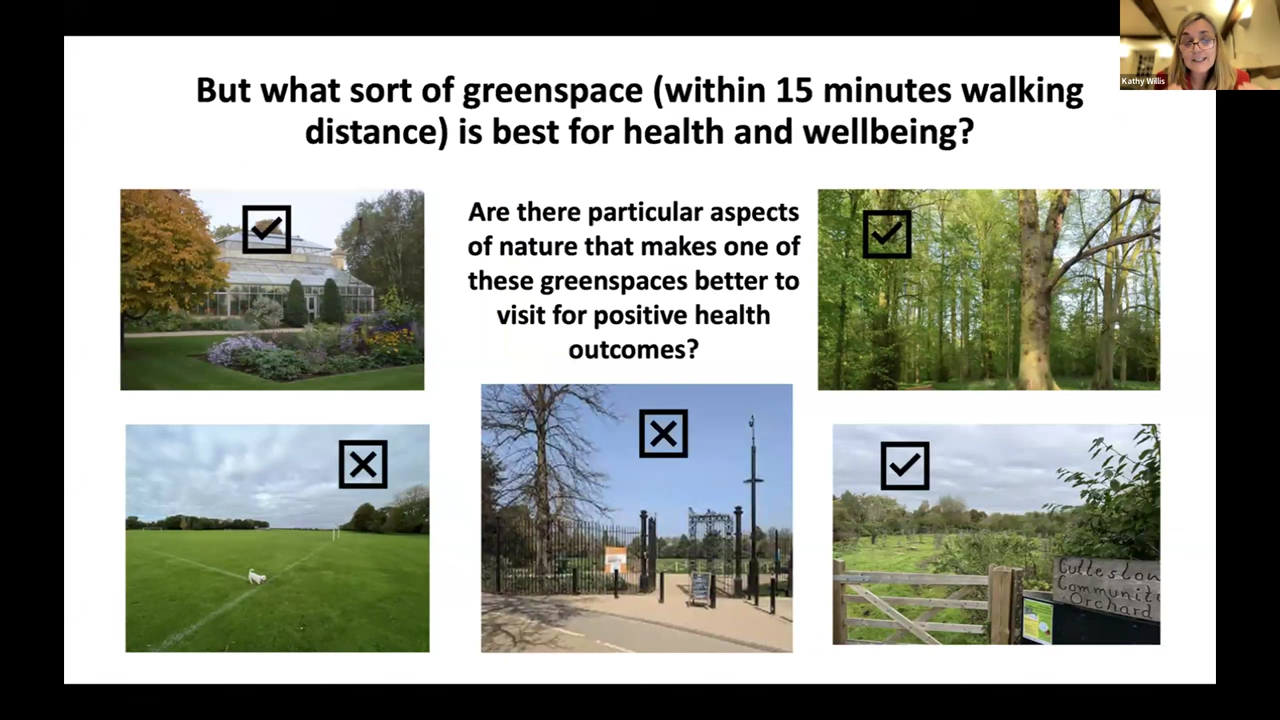 Kathy Willis
But what sort of greenspace (within 15 minutes walking
distance) is best for health and wellbeing?
Are there particular aspects
of nature that makes one of
these greenspaces better to
visit for positive health
outcomes?
Cutteslow
Communit
Orchard